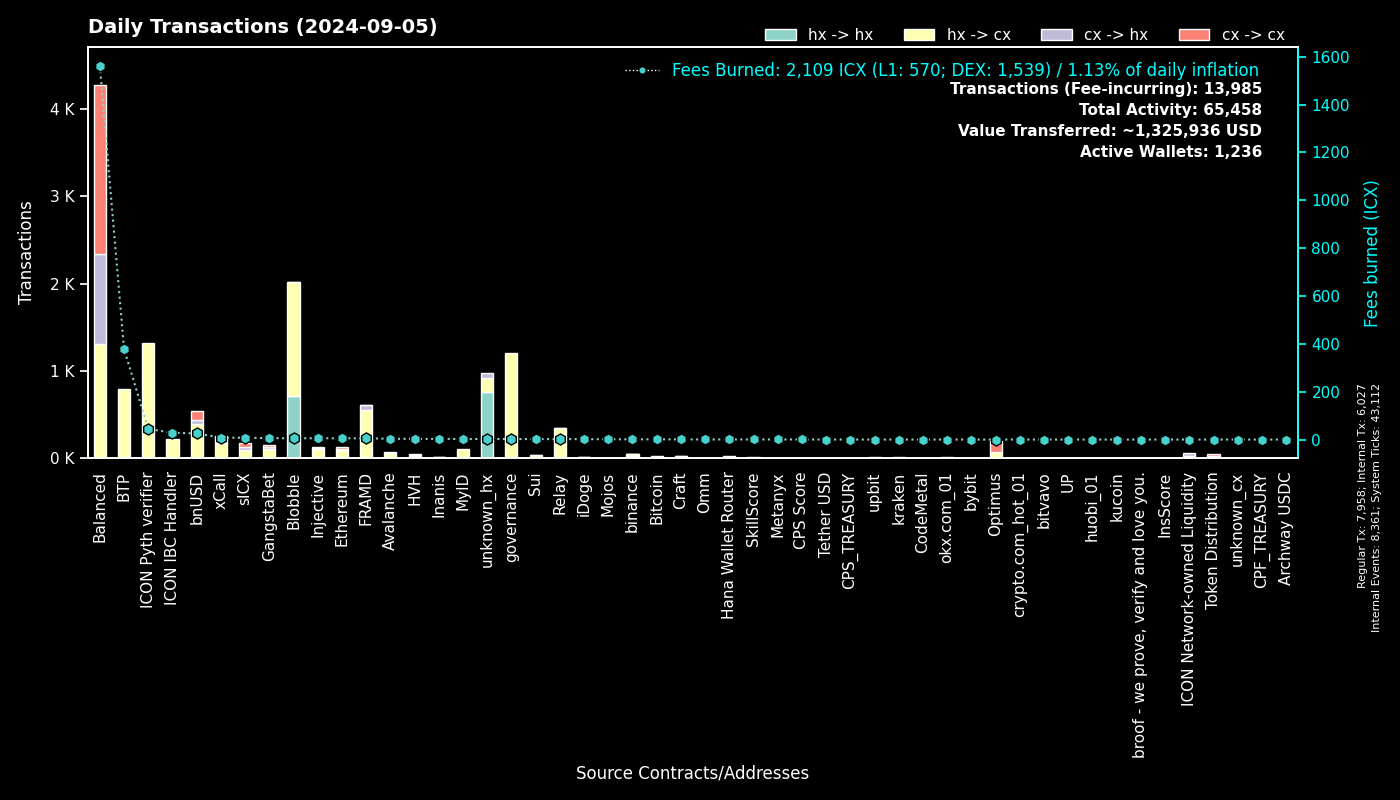 Daily Transactions (2024-09-05)
hx -> hx
hx -> cx
cx -> hx
cx -> cx
Fees Burned: 2,109 ICX (L1: 570; DEX: 1,539) / 1.13% of daily inflation
Transactions (Fee-incurring): 13,985
Total Activity: 65,458
Value Transferred: ~1,325,936 USD
Active Wallets: 1,236
Transactions
4 K
3 K
2 K
1 K
0 K
1600
1400
1200
1000
800
600
400
200
0
Fees burned (ICX)
Regular Tx: 7,958; Internal Tx: 6,027
Internal Events: 8,361; System Ticks: 43,112
Balanced
BTP
ICON Pyth verifier
ICON IBC Handler
bnUSD
xCall
sICX
GangstaBet
Blobble
Injective
Ethereum
FRAMD
Avalanche
HVH
Inanis
MyID
unknown_hx
governance
Sui
Relay
iDoge
Mojos
binance
Bitcoin
Craft
Omm
Hana Wallet Router
SkillScore
Metanyx
CPS Score
Tether USD
CPS_TREASURY
upbit
kraken
CodeMetal
okx.com_01
bybit
Optimus
crypto.com_hot_01
bitvavo
UP
huobi_01
kucoin
broof - we prove, verify and love you.
InsScore
ICON Network-owned Liquidity
Token Distribution
unknown_cx
CPF_TREASURY
Archway USDC
Source Contracts/Addresses